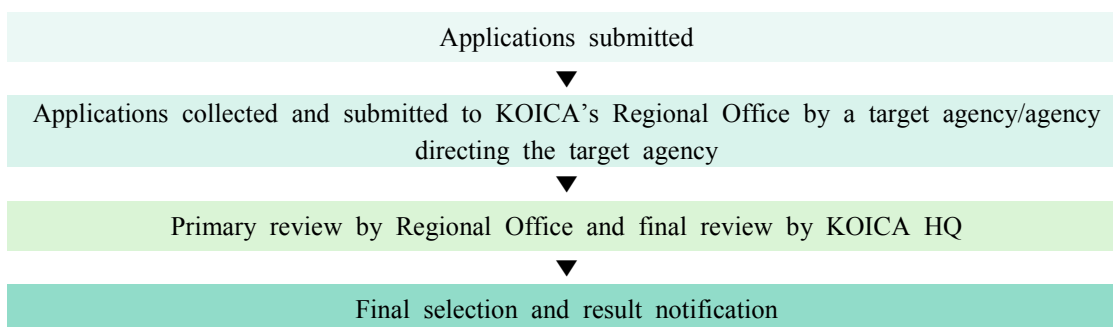 Applications submitted
▼
Applications collected and submitted to KOICA's Regional Office by a target agency/agency
directing the target agency
▼
Primary review by Regional Office and final review by KOICA HQ
▼
Final selection and result notification